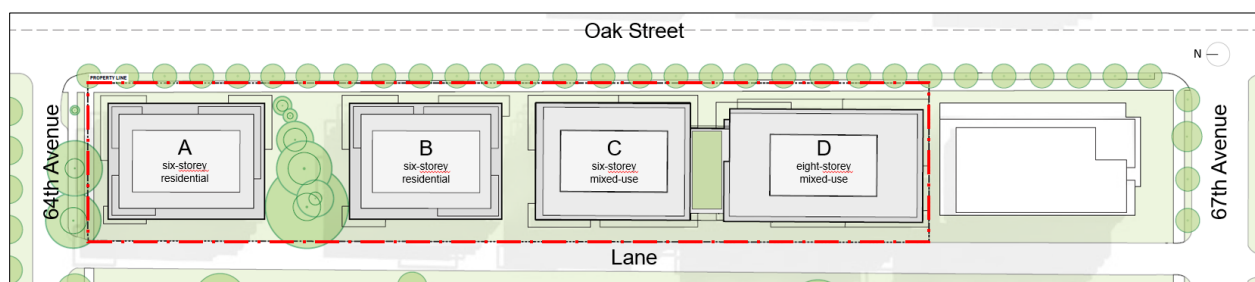 Oak Street
N
PROPERTY LINE
64th Avenue
A
six-storey
residential
B
six-storey
residential
C
six-storey
mixed-use
D
eight-storey
mixed-use
67th Avenue
Lane